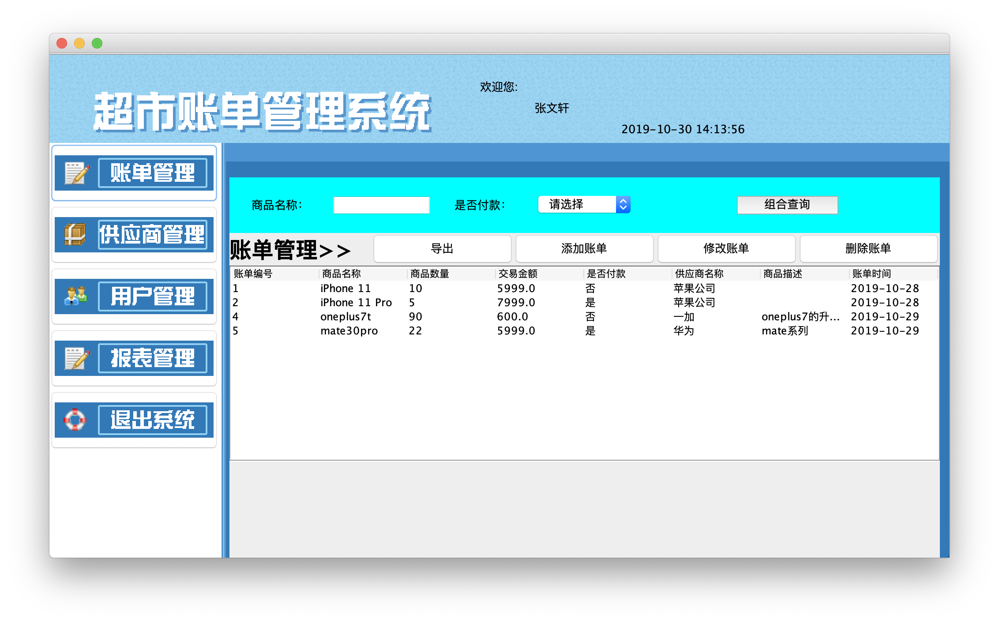 超市账单管理系统
欢迎您:
张文轩
2019-10-30 14:13:56
账单管理
供应商管理
用户管理
报表管理
退出系统
商品名称： 是否付款： 请选择 组合查询
账单管理>> 导出 添加账单 修改账单 删除账单
账单编号 商品名称 商品数量 交易金额 是否付款 供应商名称 商品描述 账单时间
1 iPhone 11 10 5999.0 否 苹果公司 2019-10-28
2 iPhone 11 Pro 5 7999.0 是 苹果公司 2019-10-28
4 oneplus7t 90 600.0 否 一加 oneplus7的升... 2019-10-29
5 mate30pro 22 5999.0 是 华为 mate系列 2019-10-29